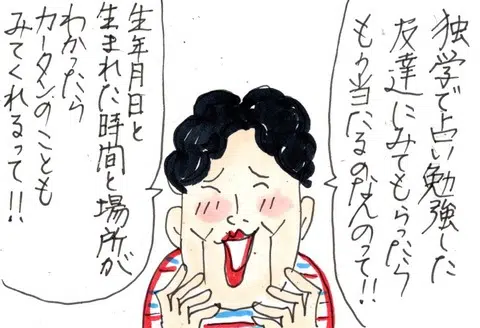 独学で占い勉強した
友達にみてもらったら
もう当たるのなんのって!!
生年月日と
生まれた時間と場所が
わかったら
カータンのことも
みてくれるって!!